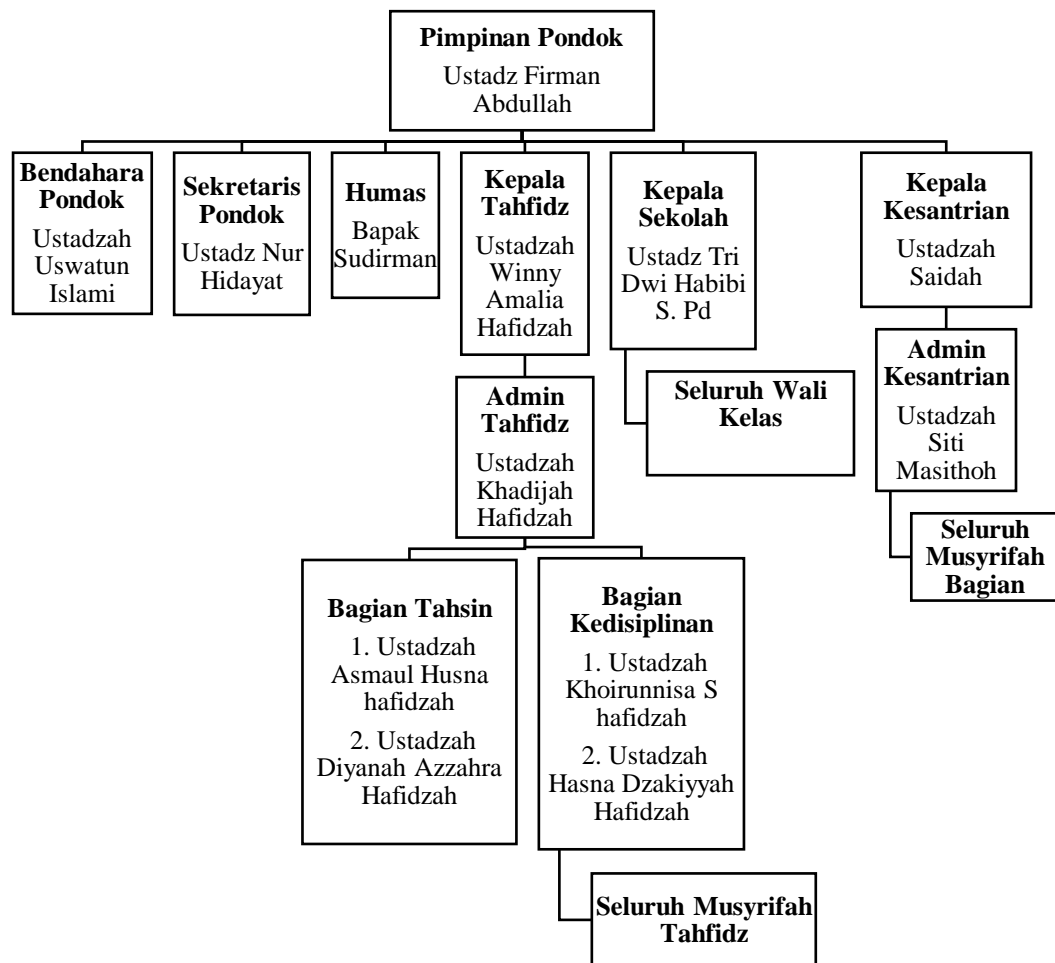 Pimpinan Pondok
Ustadz Firman
Abdullah
Bendahara
Pondok
Ustadzah
Uswatun
Islami
Sekretaris
Pondok
Ustadz Nur
Hidayat
Humas
Bapak
Sudirman
Kepala
Tahfidz
Ustadzah
Winny
Amalia
Hafidzah
Kepala
Sekolah
Ustadz Tri
Dwi Habibi
S. Pd
Kepala
Kesantrian
Ustadzah
Saidah
Admin
Tahfidz
Ustadzah
Khadijah
Hafidzah
Seluruh Wali
Kelas
Admin
Kesantrian
Ustadzah
Siti
Masithoh
Seluruh
Musyrifah
Bagian
Bagian Tahsin
1. Ustadzah
Asmaul Husna
hafidzah
2. Ustadzah
Diyanah Azzahra
Hafidzah
Bagian
Kedisiplinan
1. Ustadzah
Khoirunnisa S
hafidzah
2. Ustadzah
Hasna Dzakiyyah
Hafidzah
Seluruh Musyrifah
Tahfidz